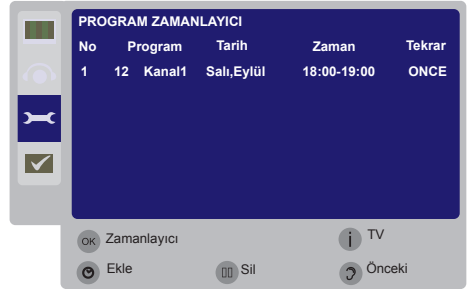 PROGRAM ZAMANLAYICI
No Program Tarih Zaman Tekrar
1 12 Kanal1 Salı,Eylül 18:00-19:00 ONCE
OK Zamanlayıcı i TV
Ekle Sil Önceki